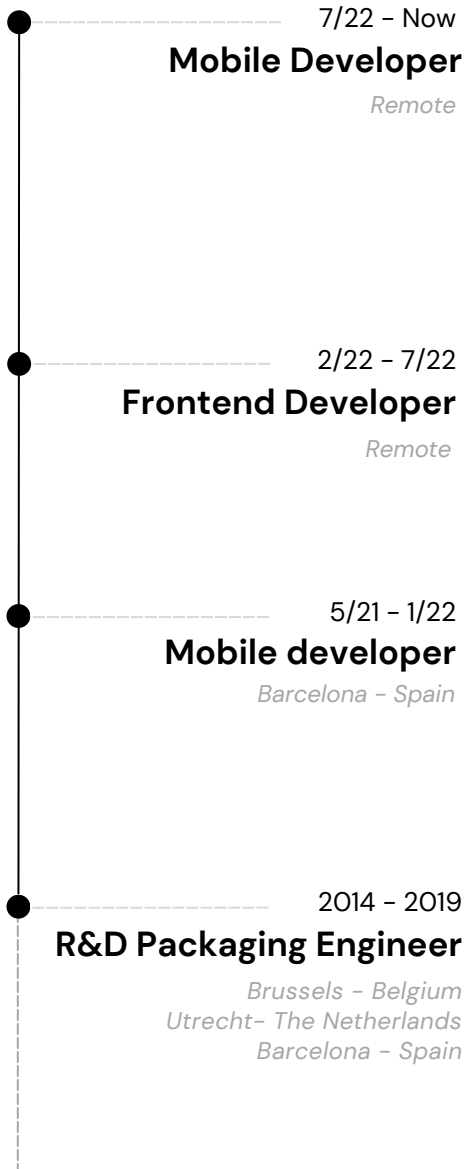 7/22 - Now
Mobile Developer
Remote
2/22 - 7/22
Frontend Developer
Remote
5/21 - 1/22
Mobile developer
Barcelona - Spain
2014 - 2019
R&D Packaging Engineer
Brussels - Belgium
Utrecht- The Netherlands
Barcelona - Spain